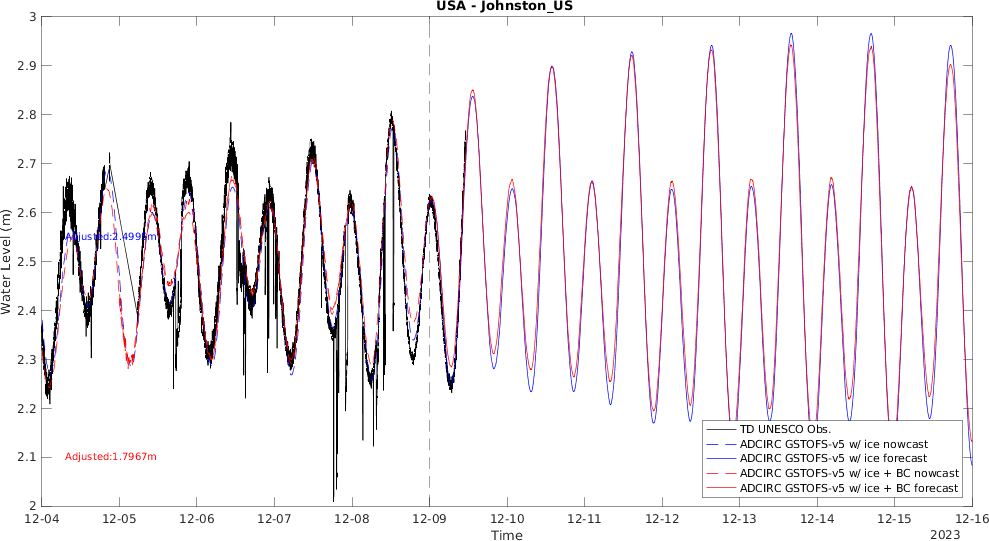 USA - Johnston_US
3
2.9
2.8
2.7
2.6
2.5
2.4
2.3
2.2
2.1
2
Water Level (m)
Adjusted:2.499 m
Adjusted:1.7967m
TD UNESCO Obs.
ADCIRC GSTOFS-v5 w/ ice nowcast
ADCIRC GSTOFS-v5 w/ ice forecast
ADCIRC GSTOFS-v5 w/ ice + BC nowcast
ADCIRC GSTOFS-v5 w/ ice + BC forecast
12-04 12-05 12-06 12-07 12-08 12-09 12-10 12-11 12-12 12-13 12-14 12-15 12-16
Time
2023